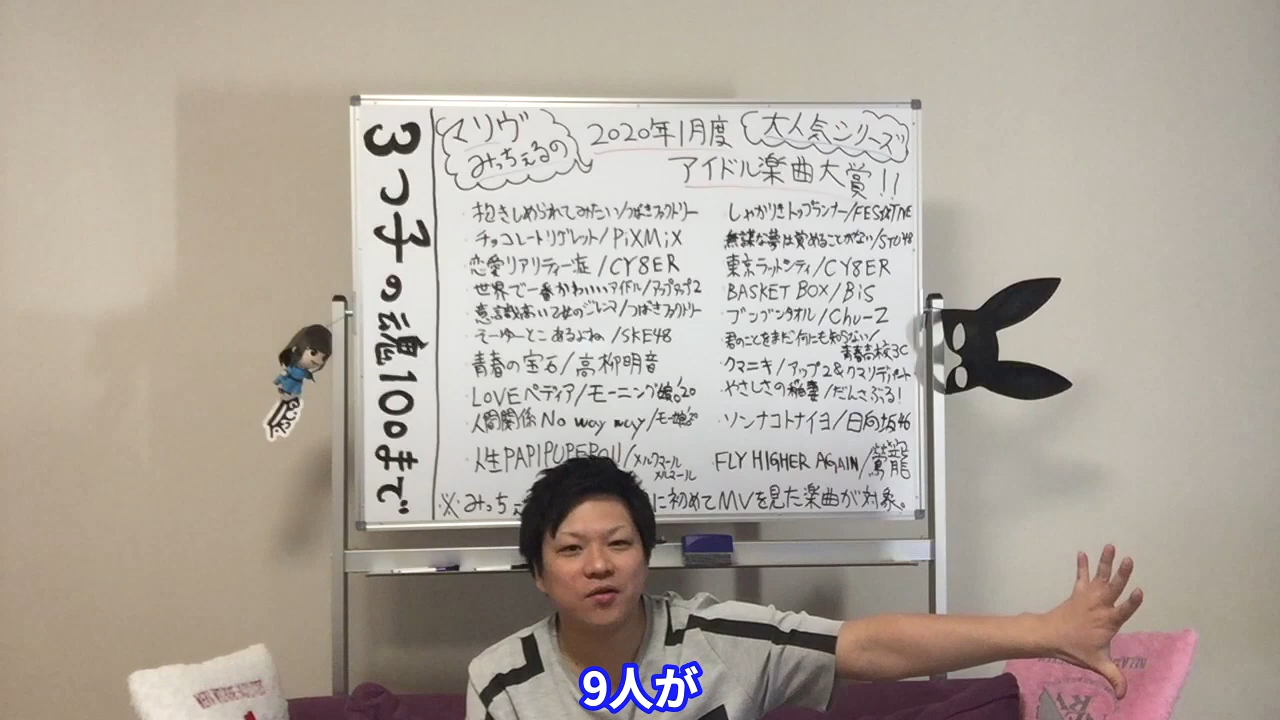 3つ子の魂100まで
マリヴ
みっちぇるの
2020年1月度
大人気シリーズ
アイドル楽曲大賞!!
・抱きしめられてみたい/つばきファクトリー
・チョコレートリグレット/PiXMiX
・恋愛リアリティー症/CY8ER
・世界で一番かわいいアイドル/アプガ2
・意識高い乙女のジレンマ/つばきファクトリー
・そーゆーとこあるよね/SKE48
・青春の宝石/高柳明音
・LOVEペディア/モーニング娘。'20
・人間関係No way way/モー娘。'20
・人生PAPIPUPEPOU/メルクマール
メルマール
・しゃかりきトップランナー/FES☆TIVE
・無謀な夢は覚めることがない/STU48
・東京ラットシティ/CY8ER
・BASKET BOX/BiS
・ブンブンタオル/Chu-Z
・君のことをまだ何にも知らない/
青春高校3C
・クマニキ/アップ2&クマリデパート
・やさしさの稲妻/だんさぶる!
・ソンナコトナイヨ/日向坂46
FLY HIGHER AGAIN/鶯籠
※みっち
に初めてMVを見た楽曲が対象。
9人が